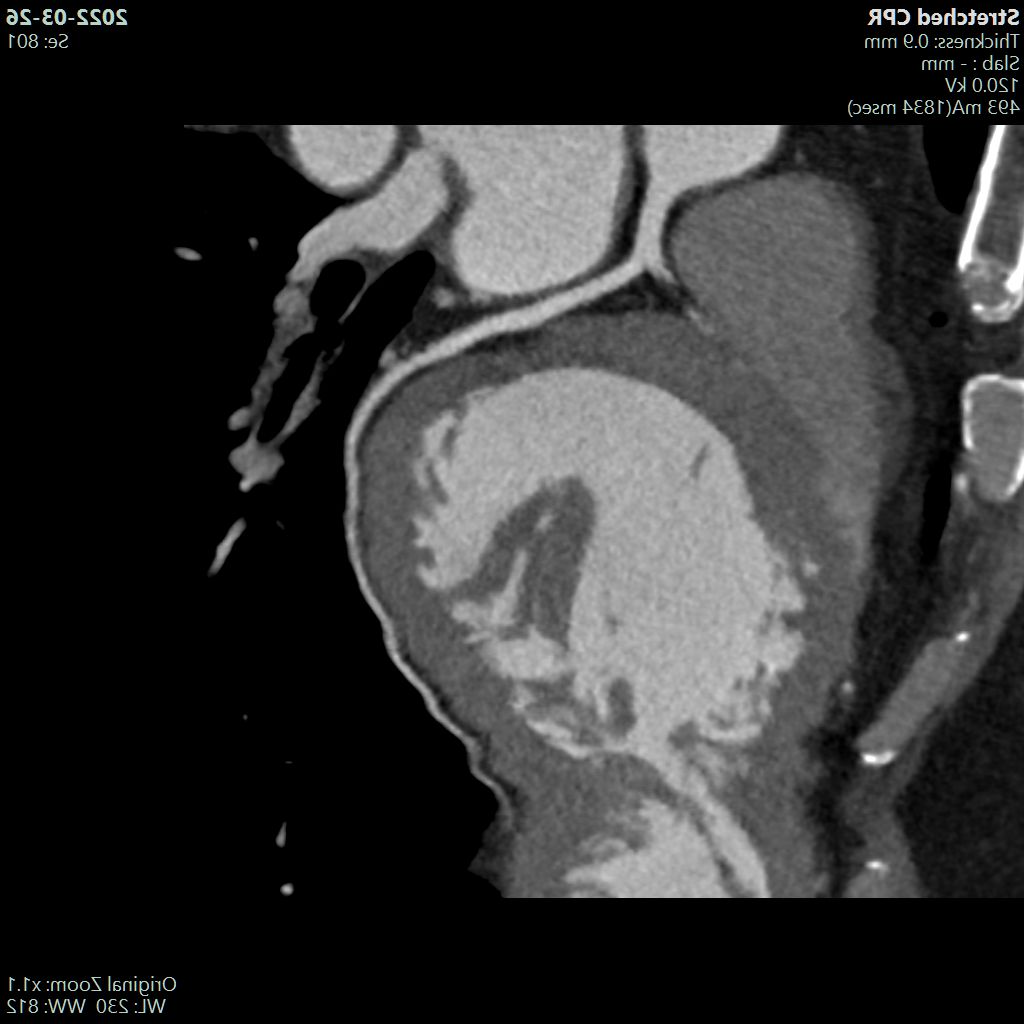 Stretched CPR
Thickness: 0.9 mm
Slab : - mm
120.0 kV
493 mA(1834 msec)
2022-03-26
Se: 801
Original Zoom: x1.1
WL: 230 WW: 812